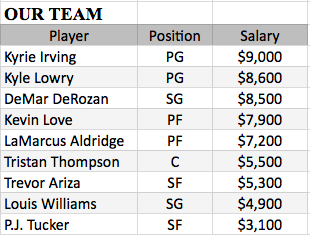 OUR TEAM
Player Position Salary
Kyrie Irving PG $9,000
Kyle Lowry PG $8,600
DeMar DeRozan SG $8,500
Kevin Love PF $7,900
LaMarcus Aldridge PF $7,200
Tristan Thompson C $5,500
Trevor Ariza SF $5,300
Louis Williams SG $4,900
P.J. Tucker SF $3,100